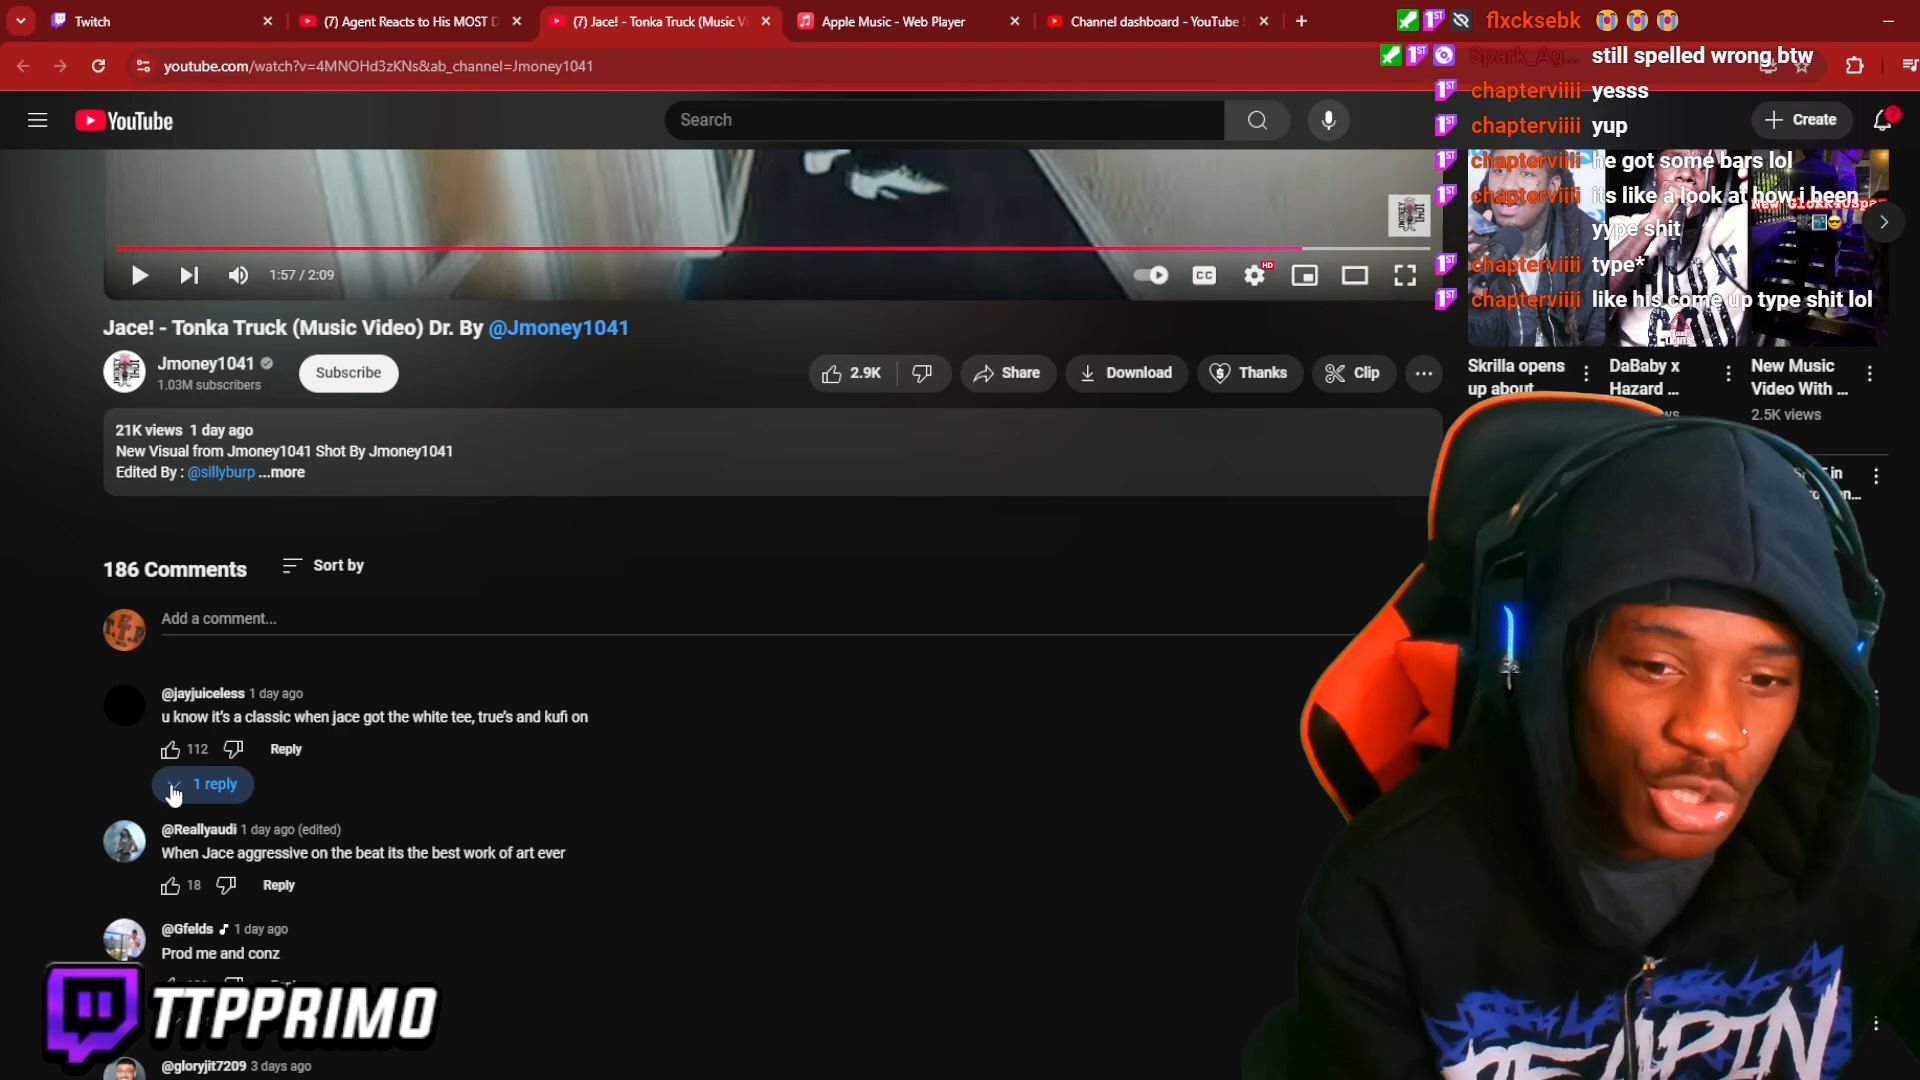 Twitch
(7) Agent Reacts to His MOST D
(7) Jace! - Tonka Truck (Music Vi
Apple Music - Web Player
Channel dashboard - YouTube S
flxcksebk
youtube.com/watch?v=4MNOHd3zKNs&ab_channel=Jmoney1041
Spark_Ag... still spelled wrong btw
chapterviiii yesss
YouTube
Search
Create
chapterviiii yup
chapterviiii he got some bars lol
chapterviiii its like a look at how i been
yype shit
chapterviiii type*
chapterviiii like his come up type shit lol
1:57 / 2:09
CC
HD
Jace! - Tonka Truck (Music Video) Dr. By @Jmoney1041
Jmoney1041
1.03M subscribers
Subscribe
2.9K
Share
Download
Thanks
Clip
Skrilla opens
up about
DaBaby x
Hazard ...
New Music
Video With ...
2.5K views
21K views 1 day ago
New Visual from Jmoney1041 Shot By Jmoney1041
Edited By : @sillyburp ...more
186 Comments
Sort by
Add a comment...
@jayjuiceless 1 day ago
u know it's a classic when jace got the white tee, true's and kufi on
112
Reply
1 reply
@Reallyaudi 1 day ago (edited)
When Jace aggressive on the beat its the best work of art ever
18
Reply
@Gfelds 1 day ago
Prod me and conz
TTPPRIMO
@gloryjit7209 3 days ago